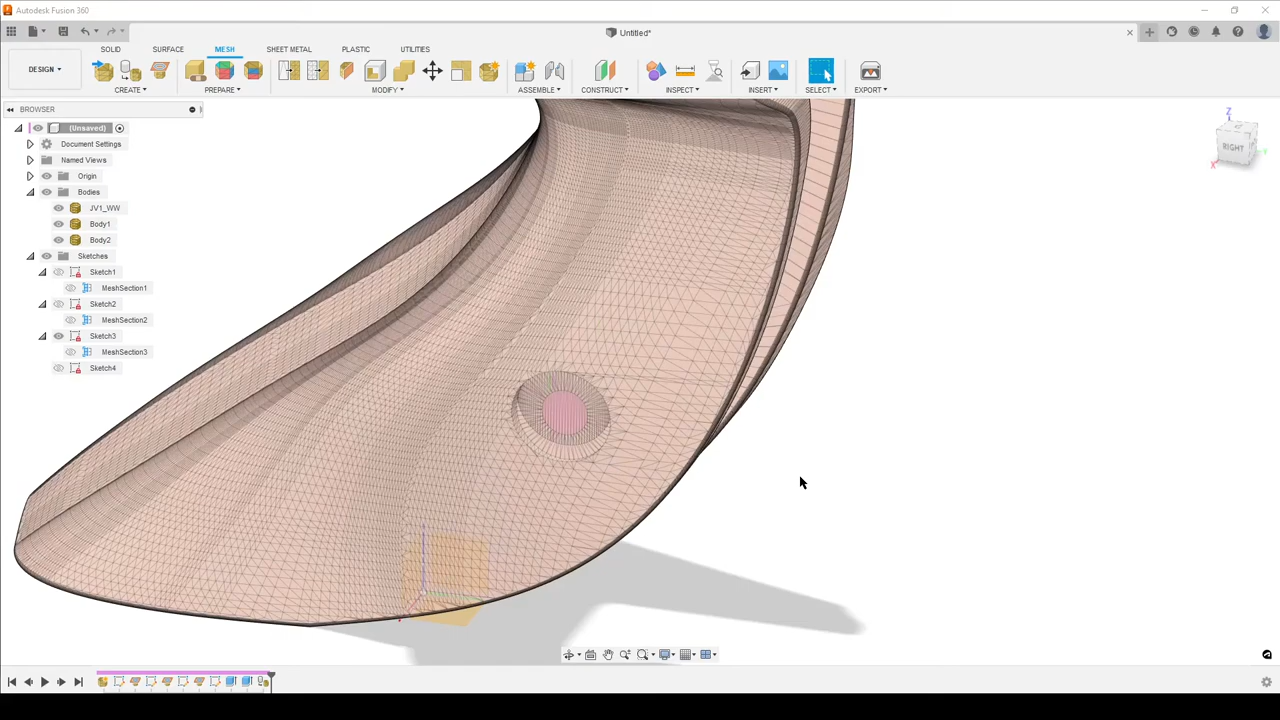 Autodesk Fusion 360
Untitled*
SOLID SURFACE MESH SHEET METAL PLASTIC UTILITIES
DESIGN
CREATE PREPARE MODIFY ASSEMBLE CONSTRUCT INSPECT INSERT SELECT EXPORT
BROWSER
(Unsaved)
Document Settings
Named Views
Origin
Bodies
JV1_WW
Body1
Body2
Sketches
Sketch1
MeshSection1
Sketch2
MeshSection2
Sketch3
MeshSection3
Sketch4
Z
RIGHT
X
Y